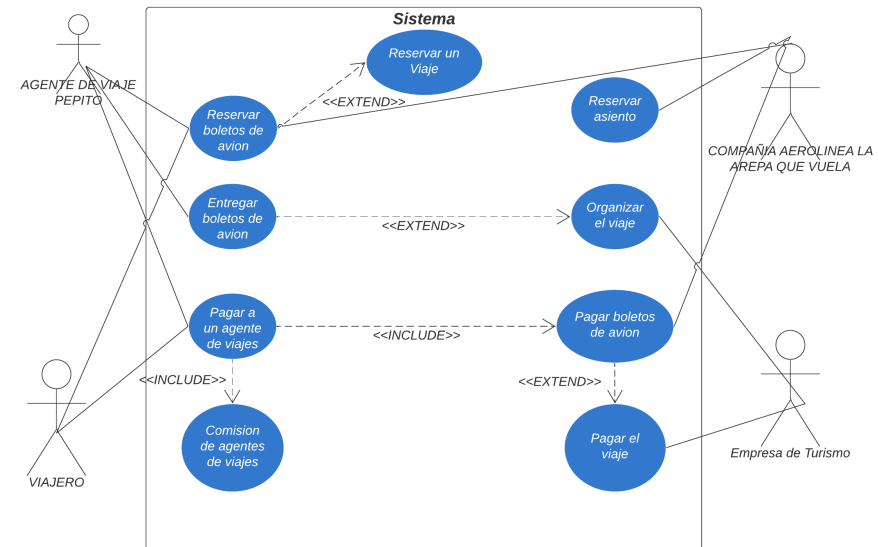 Sistema
Reservar un
Viaje
AGENTE DE VIAJE
PEPITO
<<EXTEND>>
Reservar
boletos de
avion
Reservar
asiento
COMPAÑIA AEROLINEA LA
AREPA QUE VUELA
Entregar
boletos de
avion
<<EXTEND>>
Organizar
el viaje
Pagar a
un agente
de viajes
<<INCLUDE>>
Pagar boletos
de avion
<<INCLUDE>>
<<EXTEND>>
Comision
de agentes
de viajes
Pagar el
viaje
Empresa de Turismo
VIAJERO